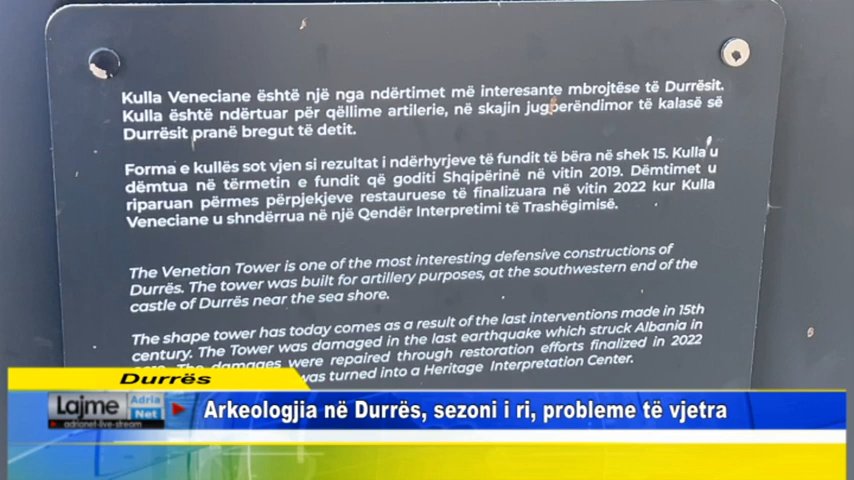 Kulla Veneciane është një nga ndërtimet më interesante mbrojtëse të Durrësit.
Kulla është ndërtuar për qëllime artilerie, në skajin jugperëndimor të kalasë së
Durrësit pranë bregut të detit.
Forma e kullës sot vjen si rezultat i ndërhyrjeve të fundit të bëra në shek 15. Kulla u
dëmtua në tërmetin e fundit që goditi Shqipërinë në vitin 2019. Dëmtimet u
riparuan përmes përpjekjeve restauruese të finalizuara në vitin 2022 kur Kulla
Veneciane u shndërrua në një Qendër Interpretimi të Trashëgimisë.
The Venetian Tower is one of the most interesting defensive constructions of
Durrës. The tower was built for artillery purposes, at the southwestern end of the
castle of Durrës near the sea shore.
The shape tower has today comes as a result of the last interventions made in 15th
century. The Tower was damaged in the last earthquake which struck Albania in
The damages were repaired through restoration efforts finalized in 2022
was turned into a Heritage Interpretation Center.
Durrës
Lajme Adria Net
adrionet-live-stream
Arkeologjia në Durrës, sezoni i ri, probleme të vjetra